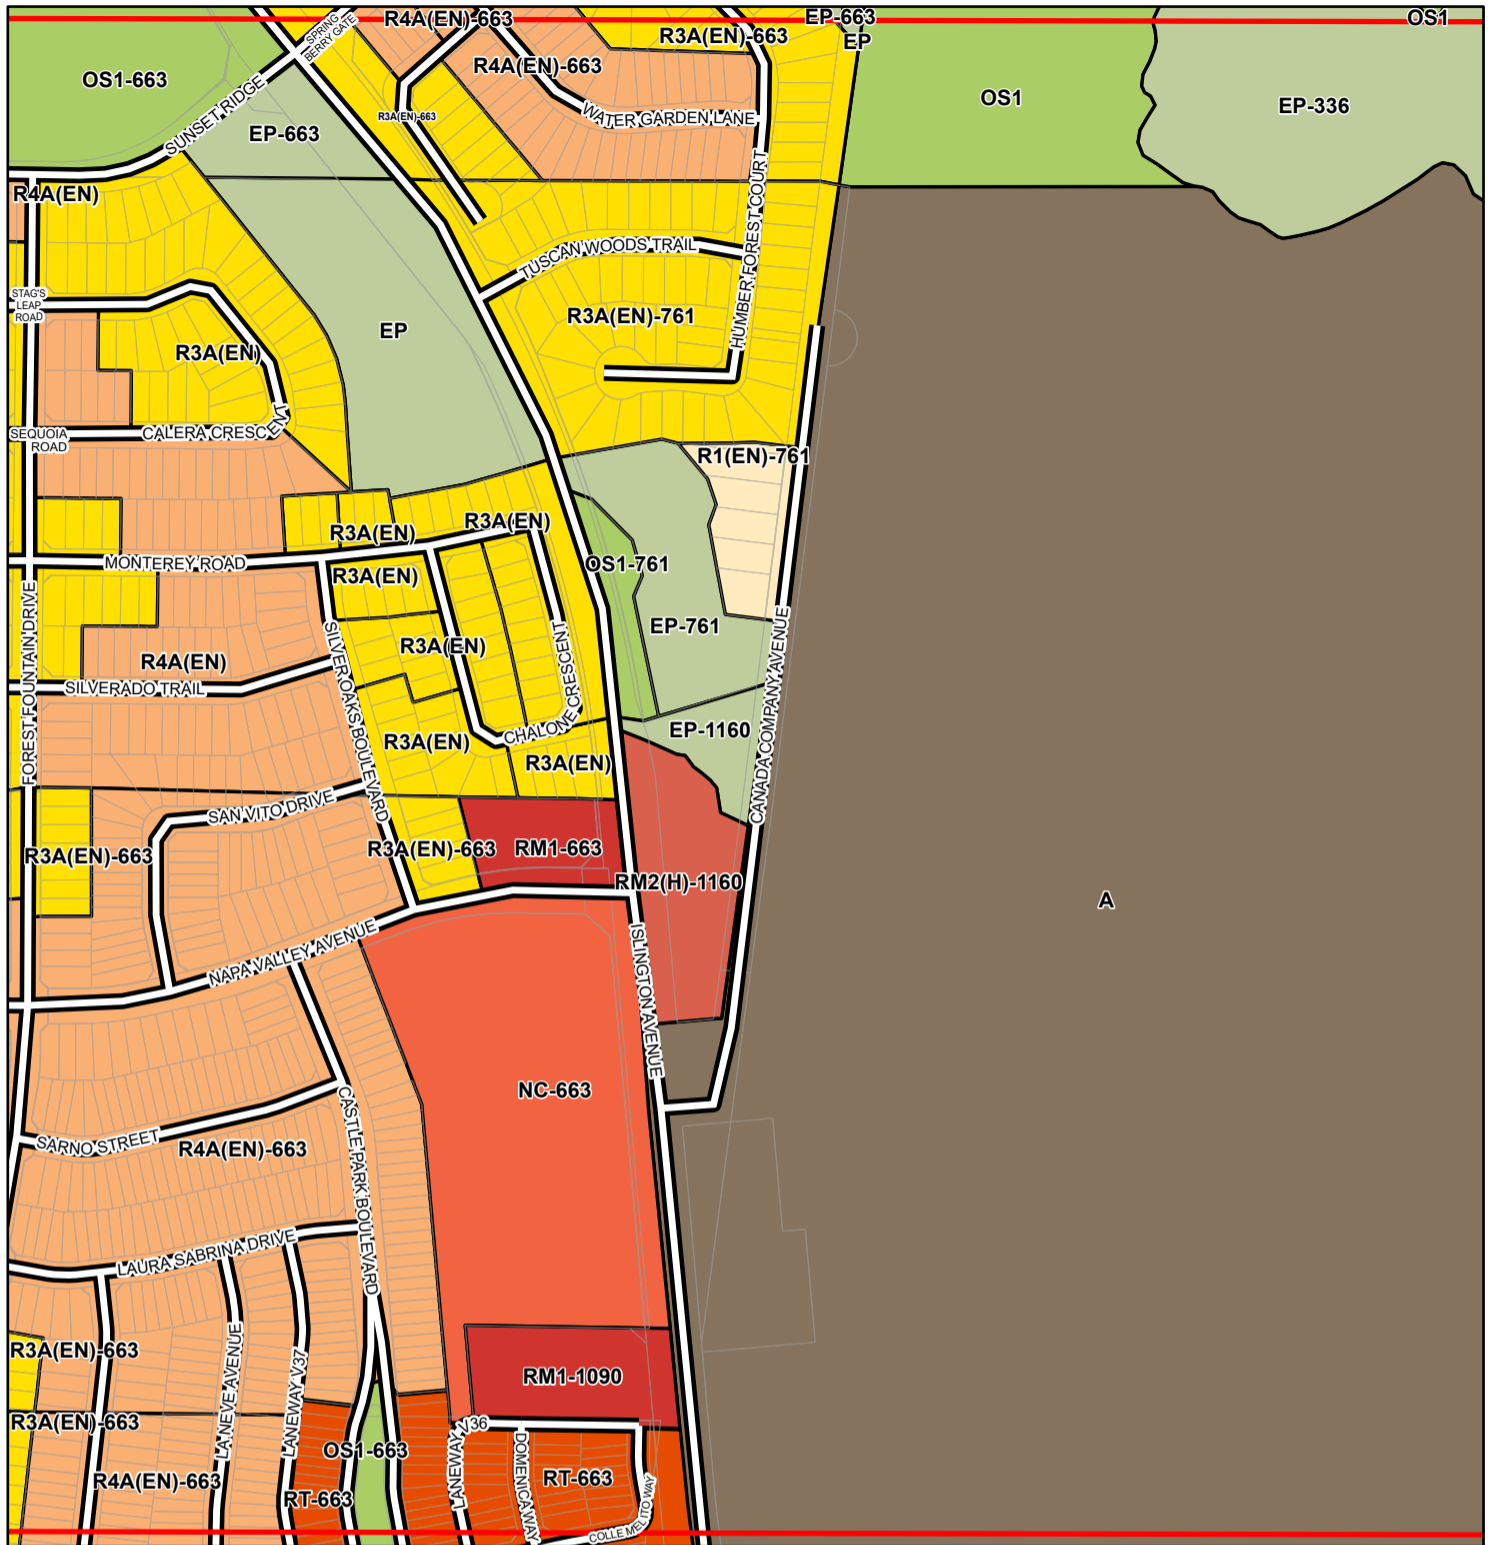 R4A(EN)-663
EP-663
OS1
SPRING
BERRY GATE
R3A(EN)-663
EP
R4A(EN)-663
OS1-663
OS1
EP-336
SUNSET RIDGE
R3A(EN)-663
WATER GARDEN LANE
EP-663
R4A(EN)
HUMBER FOREST COURT
TUSCAN WOODS TRAIL
STAG'S
LEAP
ROAD
R3A(EN)-761
EP
R3A(EN)
SEQUOIA
ROAD
CALERA CRESCENT
R1(EN)-761
R3A(EN)
R3A(EN)
MONTEREY ROAD
OS1-761
R3A(EN)
FOREST FOUNTAIN DRIVE
EP-761
R3A(EN)
CHALONE CRESCENT
R4A(EN)
SILVERADO TRAIL
SILVER OAKS BOULEVARD
CANADA COMPANY AVENUE
EP-1160
R3A(EN)
R3A(EN)
SAN VITO DRIVE
R3A(EN)-663
R3A(EN)-663
RM1-663
RM2(H)-1160
A
NAPA VALLEY AVENUE
ISLINGTON AVENUE
NC-663
SARNO STREET
R4A(EN)-663
CASTLE PARK BOULEVARD
LAURA SABRINA DRIVE
R3A(EN)-663
LA NEVE AVENUE
LANEWAY V37
RM1-1090
R3A(EN)-663
LANEWAY V36
OS1-663
DOMENICA WAY
R4A(EN)-663
RT-663
RT-663
COLLE MELITO WAY